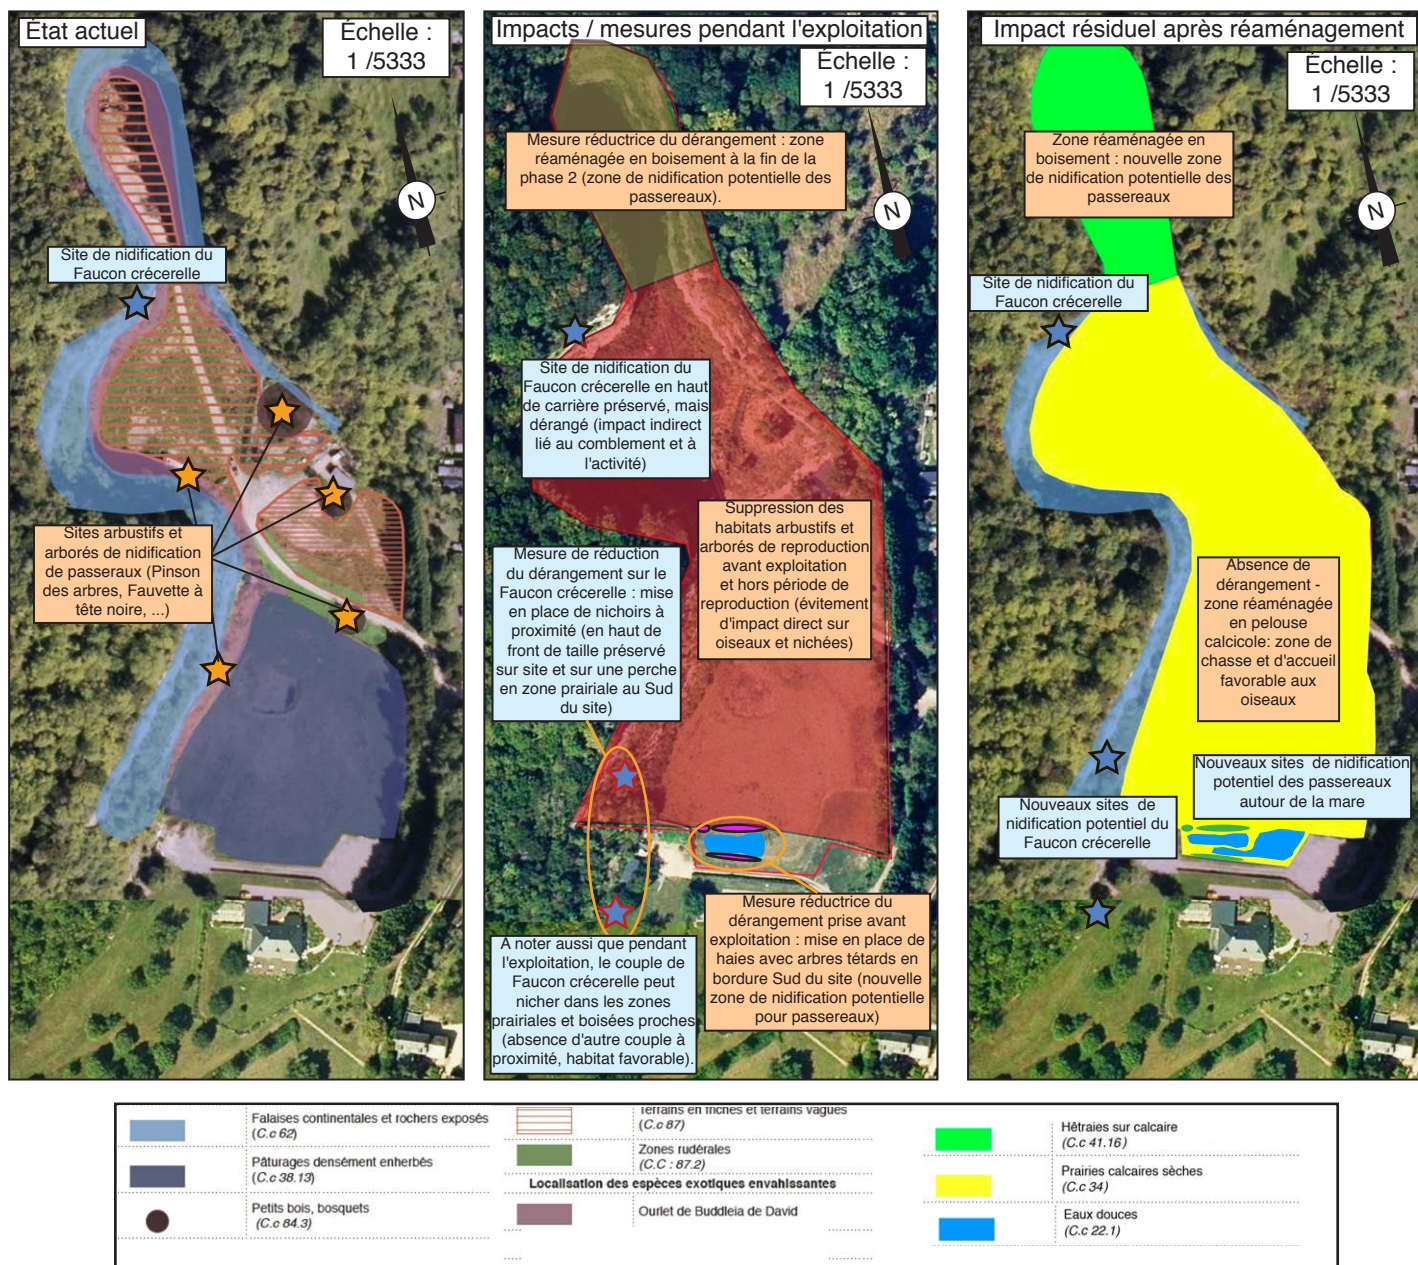 État actuel
Échelle :
1 /5333
N
Site de nidification du
Faucon crécerelle
Sites arbustifs et
arborés de nidification
de passeraux (Pinson
des arbres, Fauvette à
tête noire, ...)
Impacts / mesures pendant l'exploitation
Échelle :
1 /5333
Mesure réductrice du dérangement : zone
réaménagée en boisement à la fin de la
phase 2 (zone de nidification potentielle des
passereaux).
N
Site de nidification du
Faucon crécerelle en haut
de carrière préservé, mais
dérangé (impact indirect
lié au comblement et à
l'activité)
Suppression des
habitats arbustifs et
arborés de reproduction
avant exploitation
et hors période de
reproduction (évitement
d'impact direct sur
oiseaux et nichées)
Mesure de réduction
du dérangement sur le
Faucon crécerelle : mise
en place de nichoirs à
proximité (en haut de
front de taille préservé
sur site et sur une perche
en zone prairiale au Sud
du site)
Mesure réductrice du
dérangement prise avant
exploitation : mise en place de
haies avec arbres tétards en
bordure Sud du site (nouvelle
zone de nidification potentielle
pour passereaux)
A noter aussi que pendant
l'exploitation, le couple de
Faucon crécerelle peut
nicher dans les zones
prairiales et boisées proches
(absence d'autre couple à
proximité, habitat favorable).
Impact résiduel après réaménagement
Échelle :
1 /5333
Zone réaménagée en
boisement : nouvelle zone
de nidification potentielle des
passereaux
N
Site de nidification du
Faucon crécerelle
Absence de
dérangement -
zone réaménagée
en pelouse
calcicole: zone de
chasse et d'accueil
favorable aux
oiseaux
Nouveaux sites de nidification
potentiel des passereaux
autour de la mare
Nouveaux sites de
nidification potentiel du
Faucon crécerelle
Falaises continentales et rochers exposés
(C.c 62)
Pâturages densément enherbés
(C.c 38.13)
Petits bois, bosquets
(C.c 84.3)
Terrains en friches et terrains vagues
(C.c 87)
Zones rudérales
(C.C : 87.2)
Localisation des espèces exotiques envahissantes
Ourlet de Buddleia de David
Hêtraies sur calcaire
(C.c 41.16)
Prairies calcaires sèches
(C.c 34)
Eaux douces
(C.c 22.1)